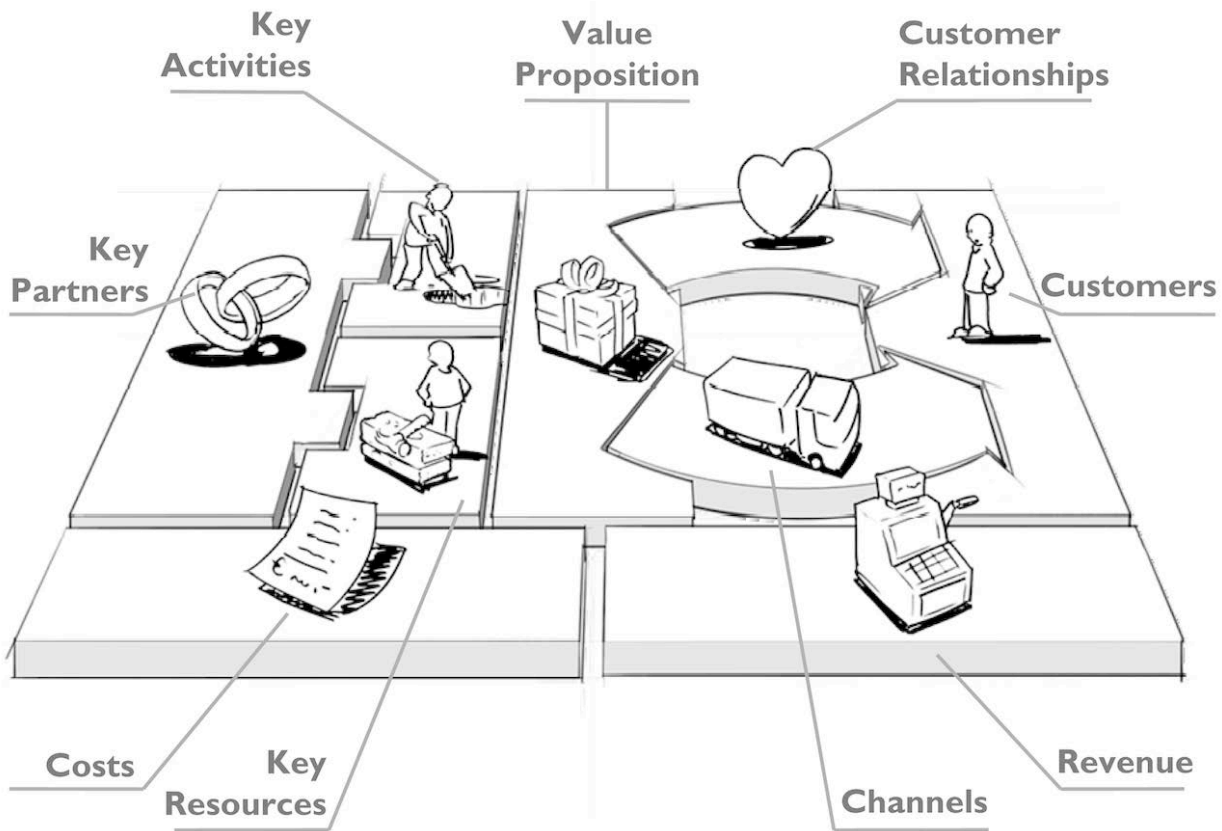 Key
Activities
Value
Proposition
Customer
Relationships
Key
Partners
Customers
Costs
Key
Resources
Channels
Revenue